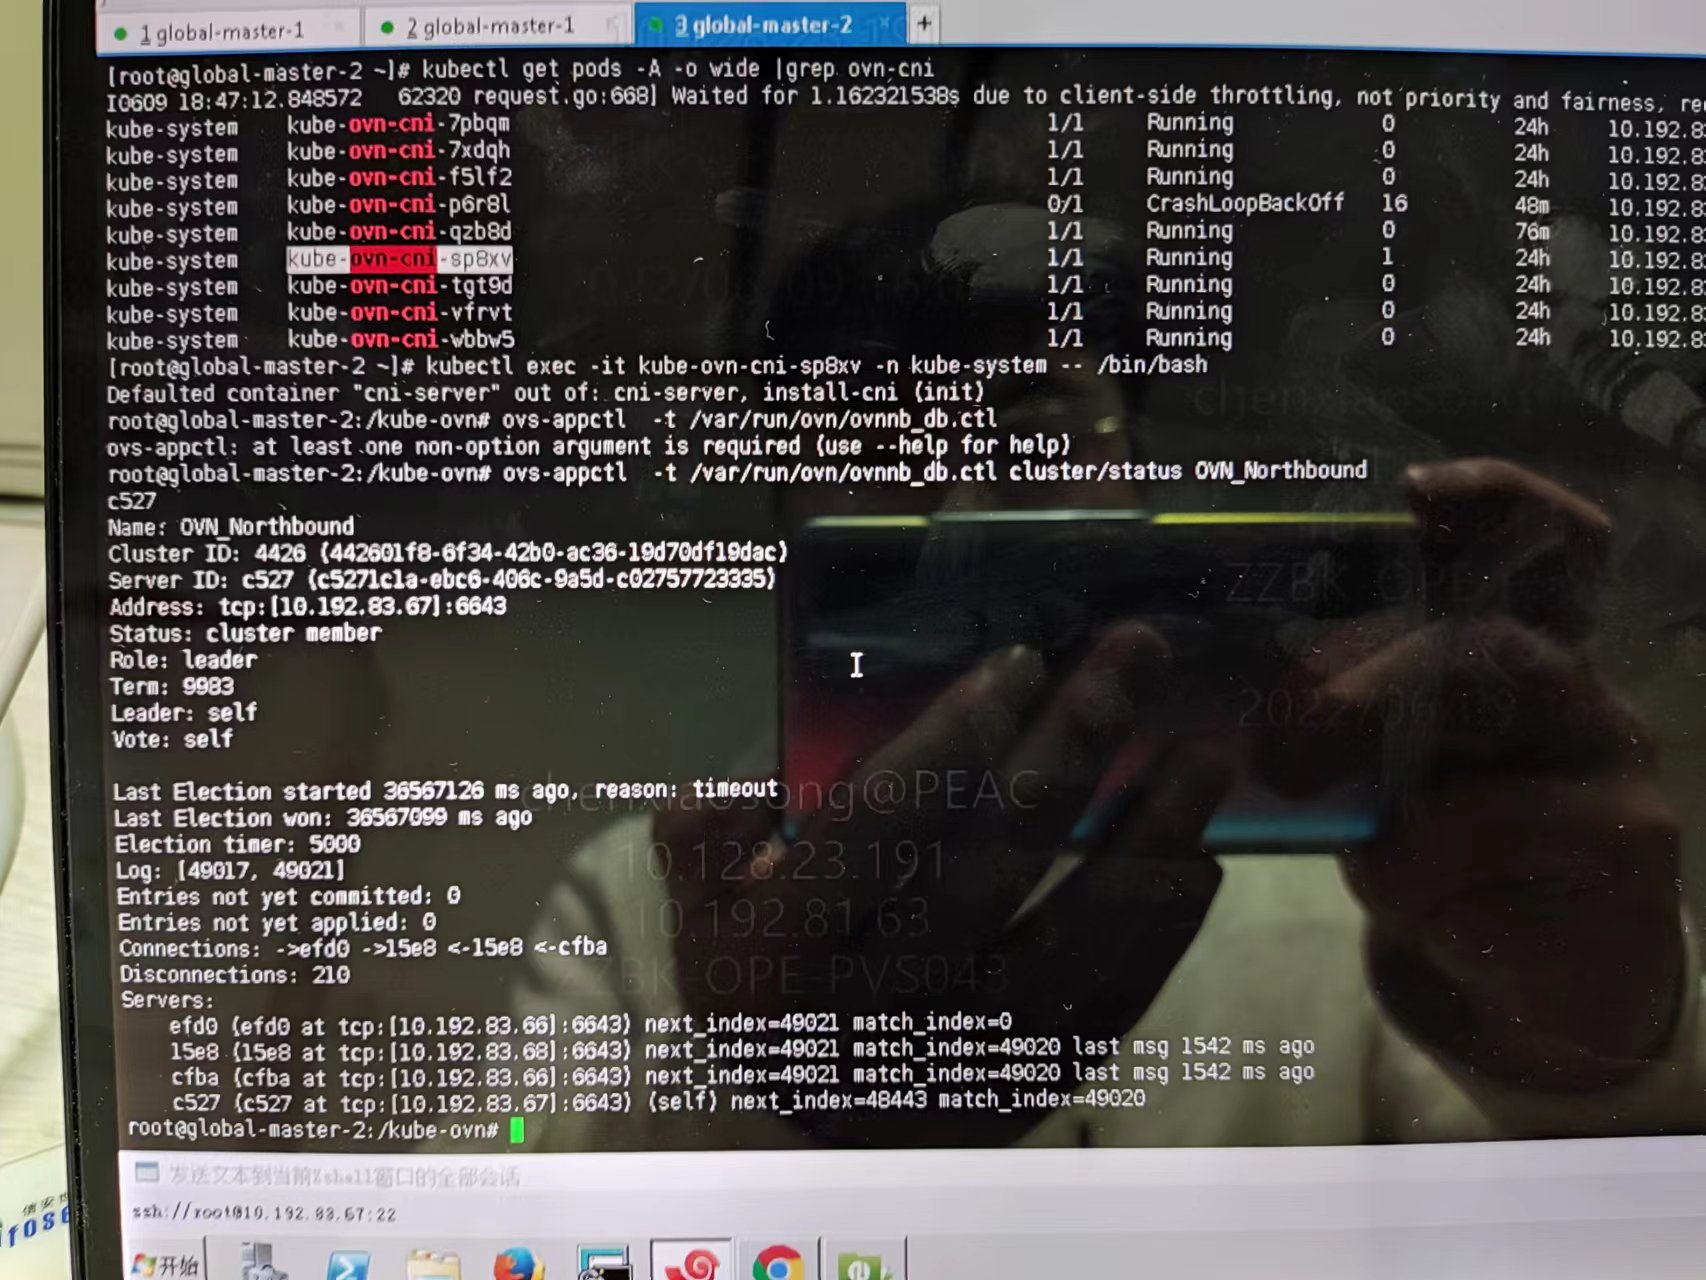 1 global-master-1
2 global-master-1
3 global-master-2
+
[root@global-master-2 ~]# kubectl get pods -A -o wide |grep ovn-cni
I0609 18:47:12.848572 62320 request.go:668] Waited for 1.162321538s due to client-side throttling, not priority and fairness, re
kube-system kube-ovn-cni-7pbqm 1/1 Running 0 24h 10.192.8
kube-system kube-ovn-cni-7xdqh 1/1 Running 0 24h 10.192.8
kube-system kube-ovn-cni-f5lf2 1/1 Running 0 24h 10.192.8
kube-system kube-ovn-cni-p6r8l 0/1 CrashLoopBackOff 16 48m 10.192.8
kube-system kube-ovn-cni-qzb8d 1/1 Running 0 76m 10.192.8
kube-system kube-ovn-cni-sp8xv 1/1 Running 1 24h 10.192.8
kube-system kube-ovn-cni-tgt9d 1/1 Running 0 24h 10.192.8
kube-system kube-ovn-cni-vfrvt 1/1 Running 0 24h 10.192.8
kube-system kube-ovn-cni-wbbw5 1/1 Running 0 24h 10.192.8
[root@global-master-2 ~]# kubectl exec -it kube-ovn-cni-sp8xv -n kube-system -- /bin/bash
Defaulted container "cni-server" out of: cni-server, install-cni (init)
root@global-master-2:/kube-ovn# ovs-appctl -t /var/run/ovn/ovnnb_db.ctl
ovs-appctl: at least one non-option argument is required (use --help for help)
root@global-master-2:/kube-ovn# ovs-appctl -t /var/run/ovn/ovnnb_db.ctl cluster/status OVN_Northbound
c527
Name: OVN_Northbound
Cluster ID: 4426 (442601f8-6f34-42b0-ac36-19d70df19dac)
Server ID: c527 (c5271c1a-ebc6-406c-9a5d-c02757723335)
Address: tcp:[10.192.83.67]:6643
Status: cluster member
Role: leader
Term: 9983
Leader: self
Vote: self
Last Election started 36567126 ms ago, reason: timeout
Last Election won: 36567099 ms ago
Election timer: 5000
Log: [49017, 49021]
Entries not yet committed: 0
Entries not yet applied: 0
Connections: ->efd0 ->15e8 <-15e8 <-cfba
Disconnections: 210
Servers:
efd0 (efd0 at tcp:[10.192.83.66]:6643) next_index=49021 match_index=0
15e8 (15e8 at tcp:[10.192.83.68]:6643) next_index=49021 match_index=49020 last msg 1542 ms ago
cfba (cfba at tcp:[10.192.83.66]:6643) next_index=49021 match_index=49020 last msg 1542 ms ago
c527 (c527 at tcp:[10.192.83.67]:6643) (self) next_index=48443 match_index=49020
root@global-master-2:/kube-ovn#
chenxiaosong@PEAC
10.128.23.191
10.192.81.63
ZZBK-OPE-PVS043
发送文本到当前Xshell窗口的全部会话
ssh://root@10.192.83.67:22
开始